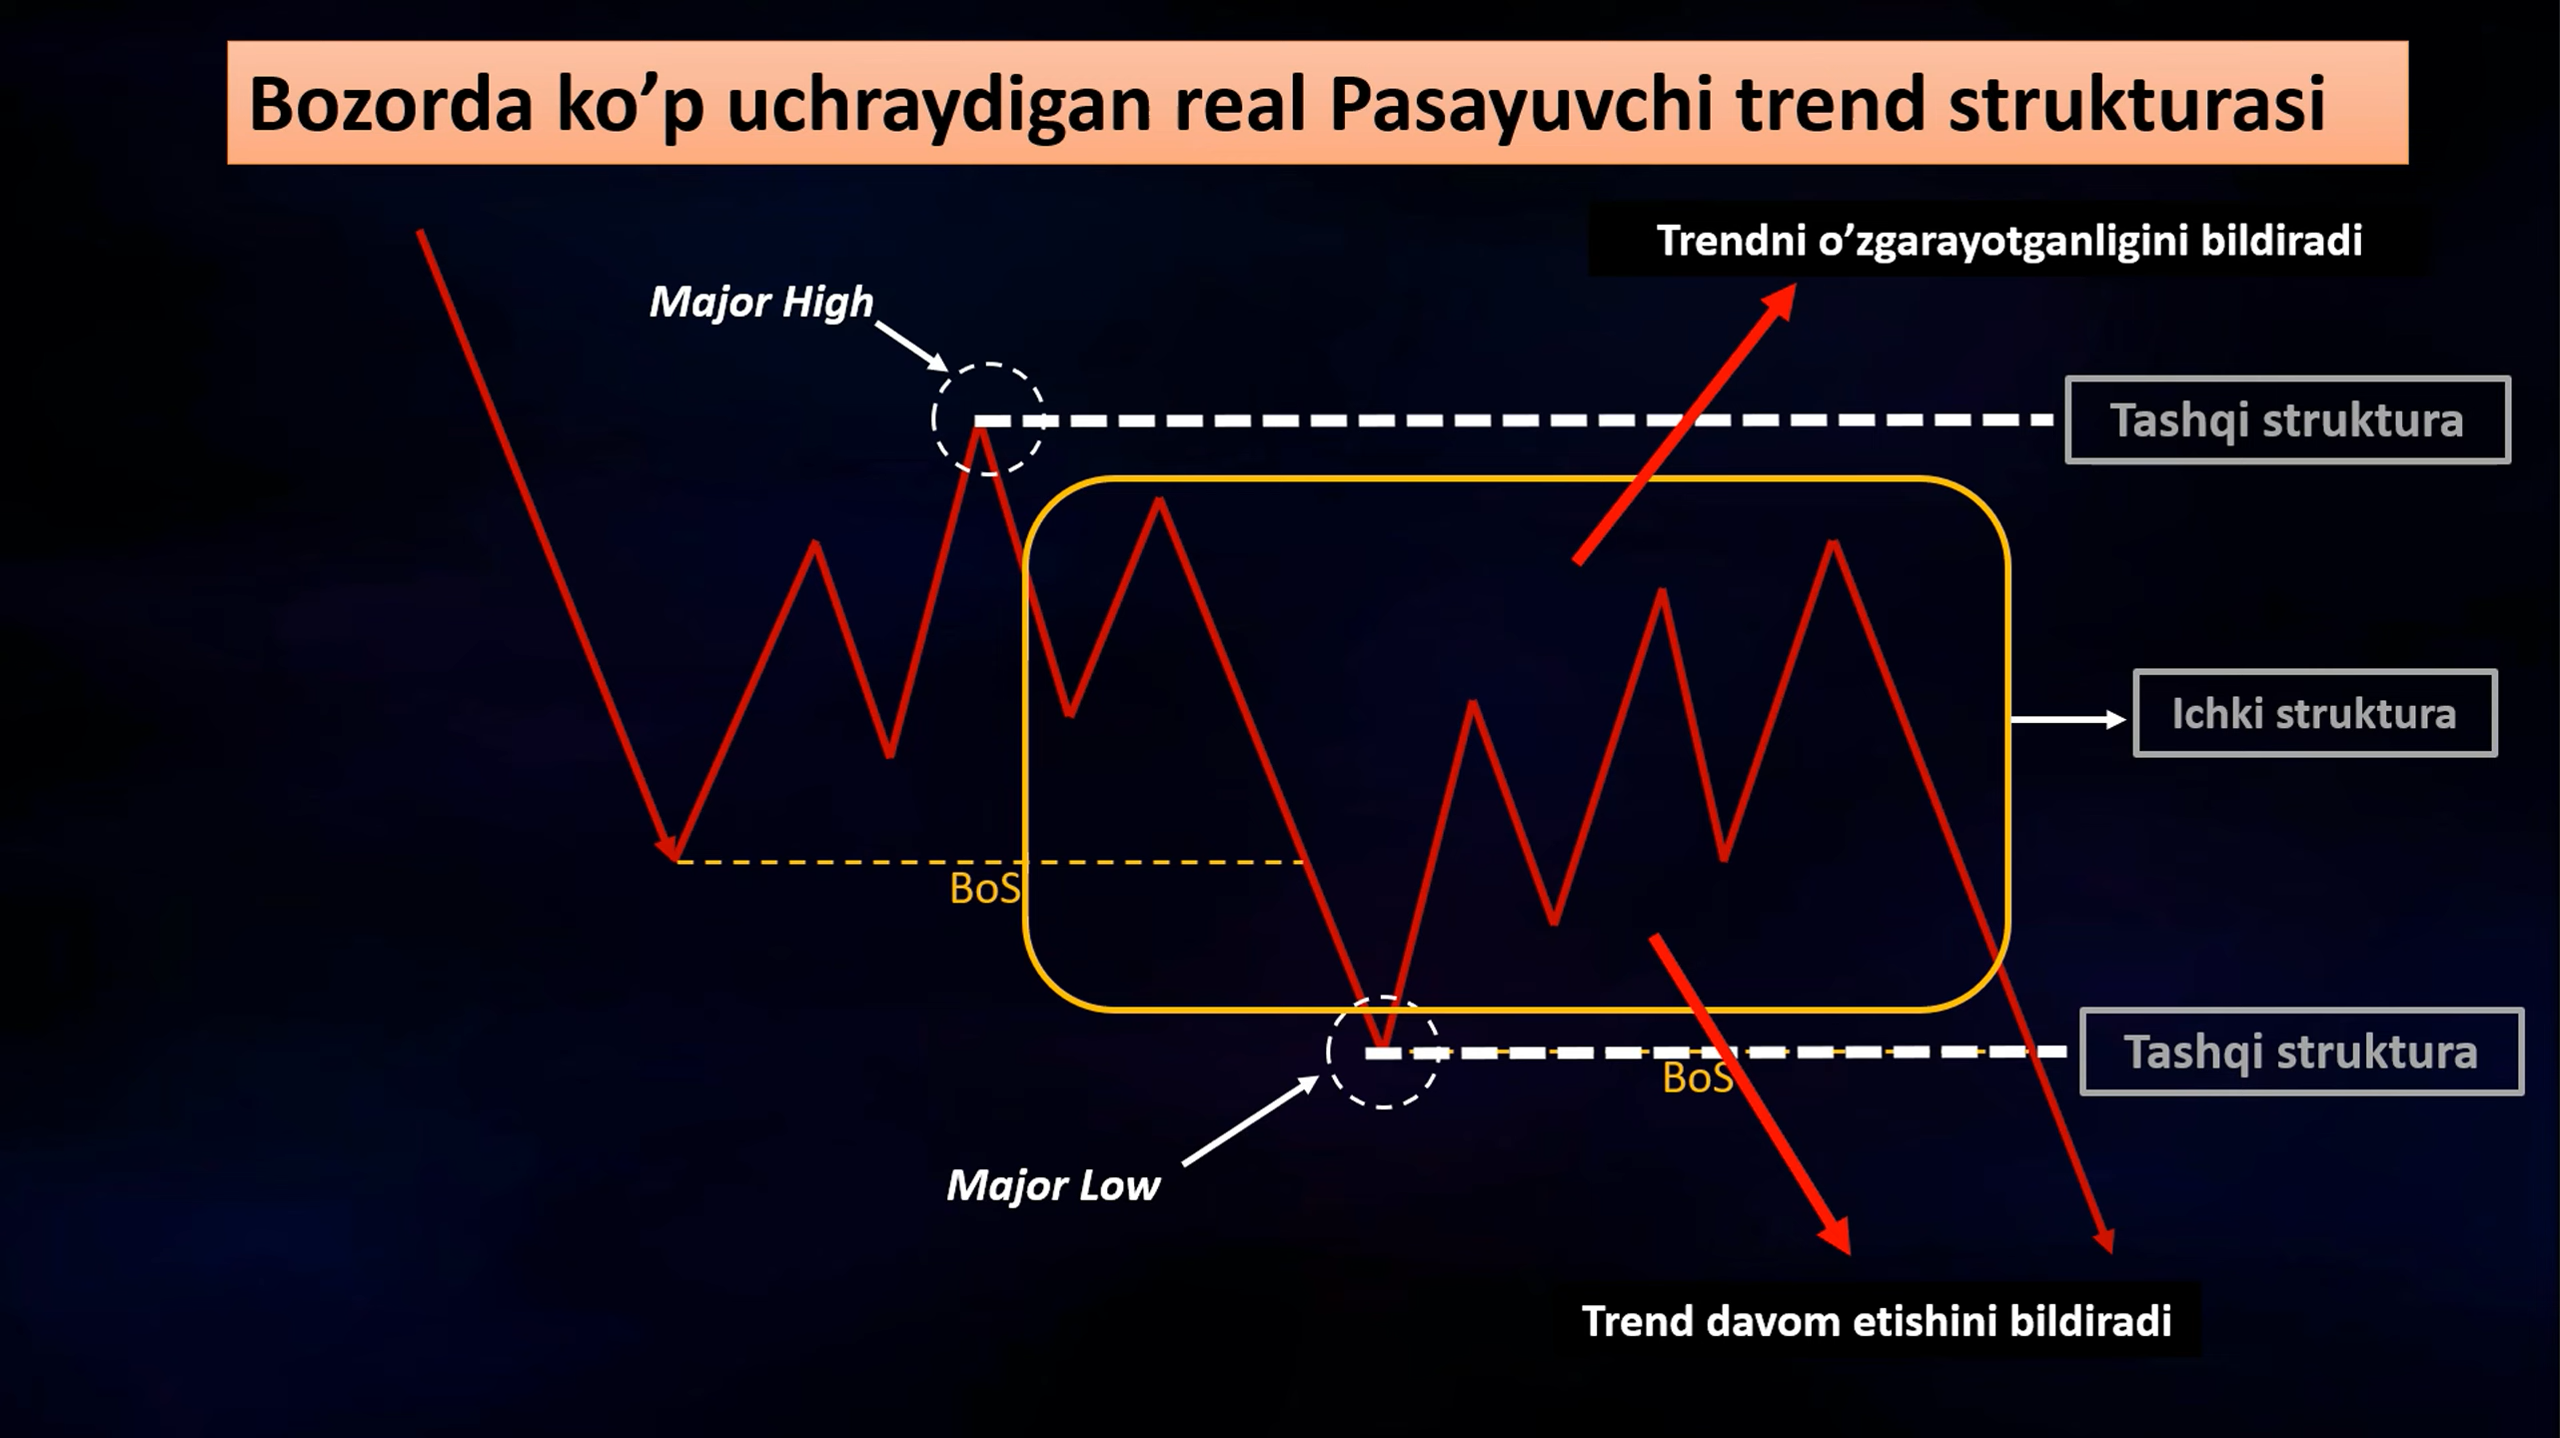 Bozorda ko’p uchraydigan real Pasayuvchi trend strukturasi
Trendni o’zgarayotganligini bildiradi
Major High
Tashqi struktura
Ichki struktura
BoS
Tashqi struktura
BoS
Major Low
Trend davom etishini bildiradi